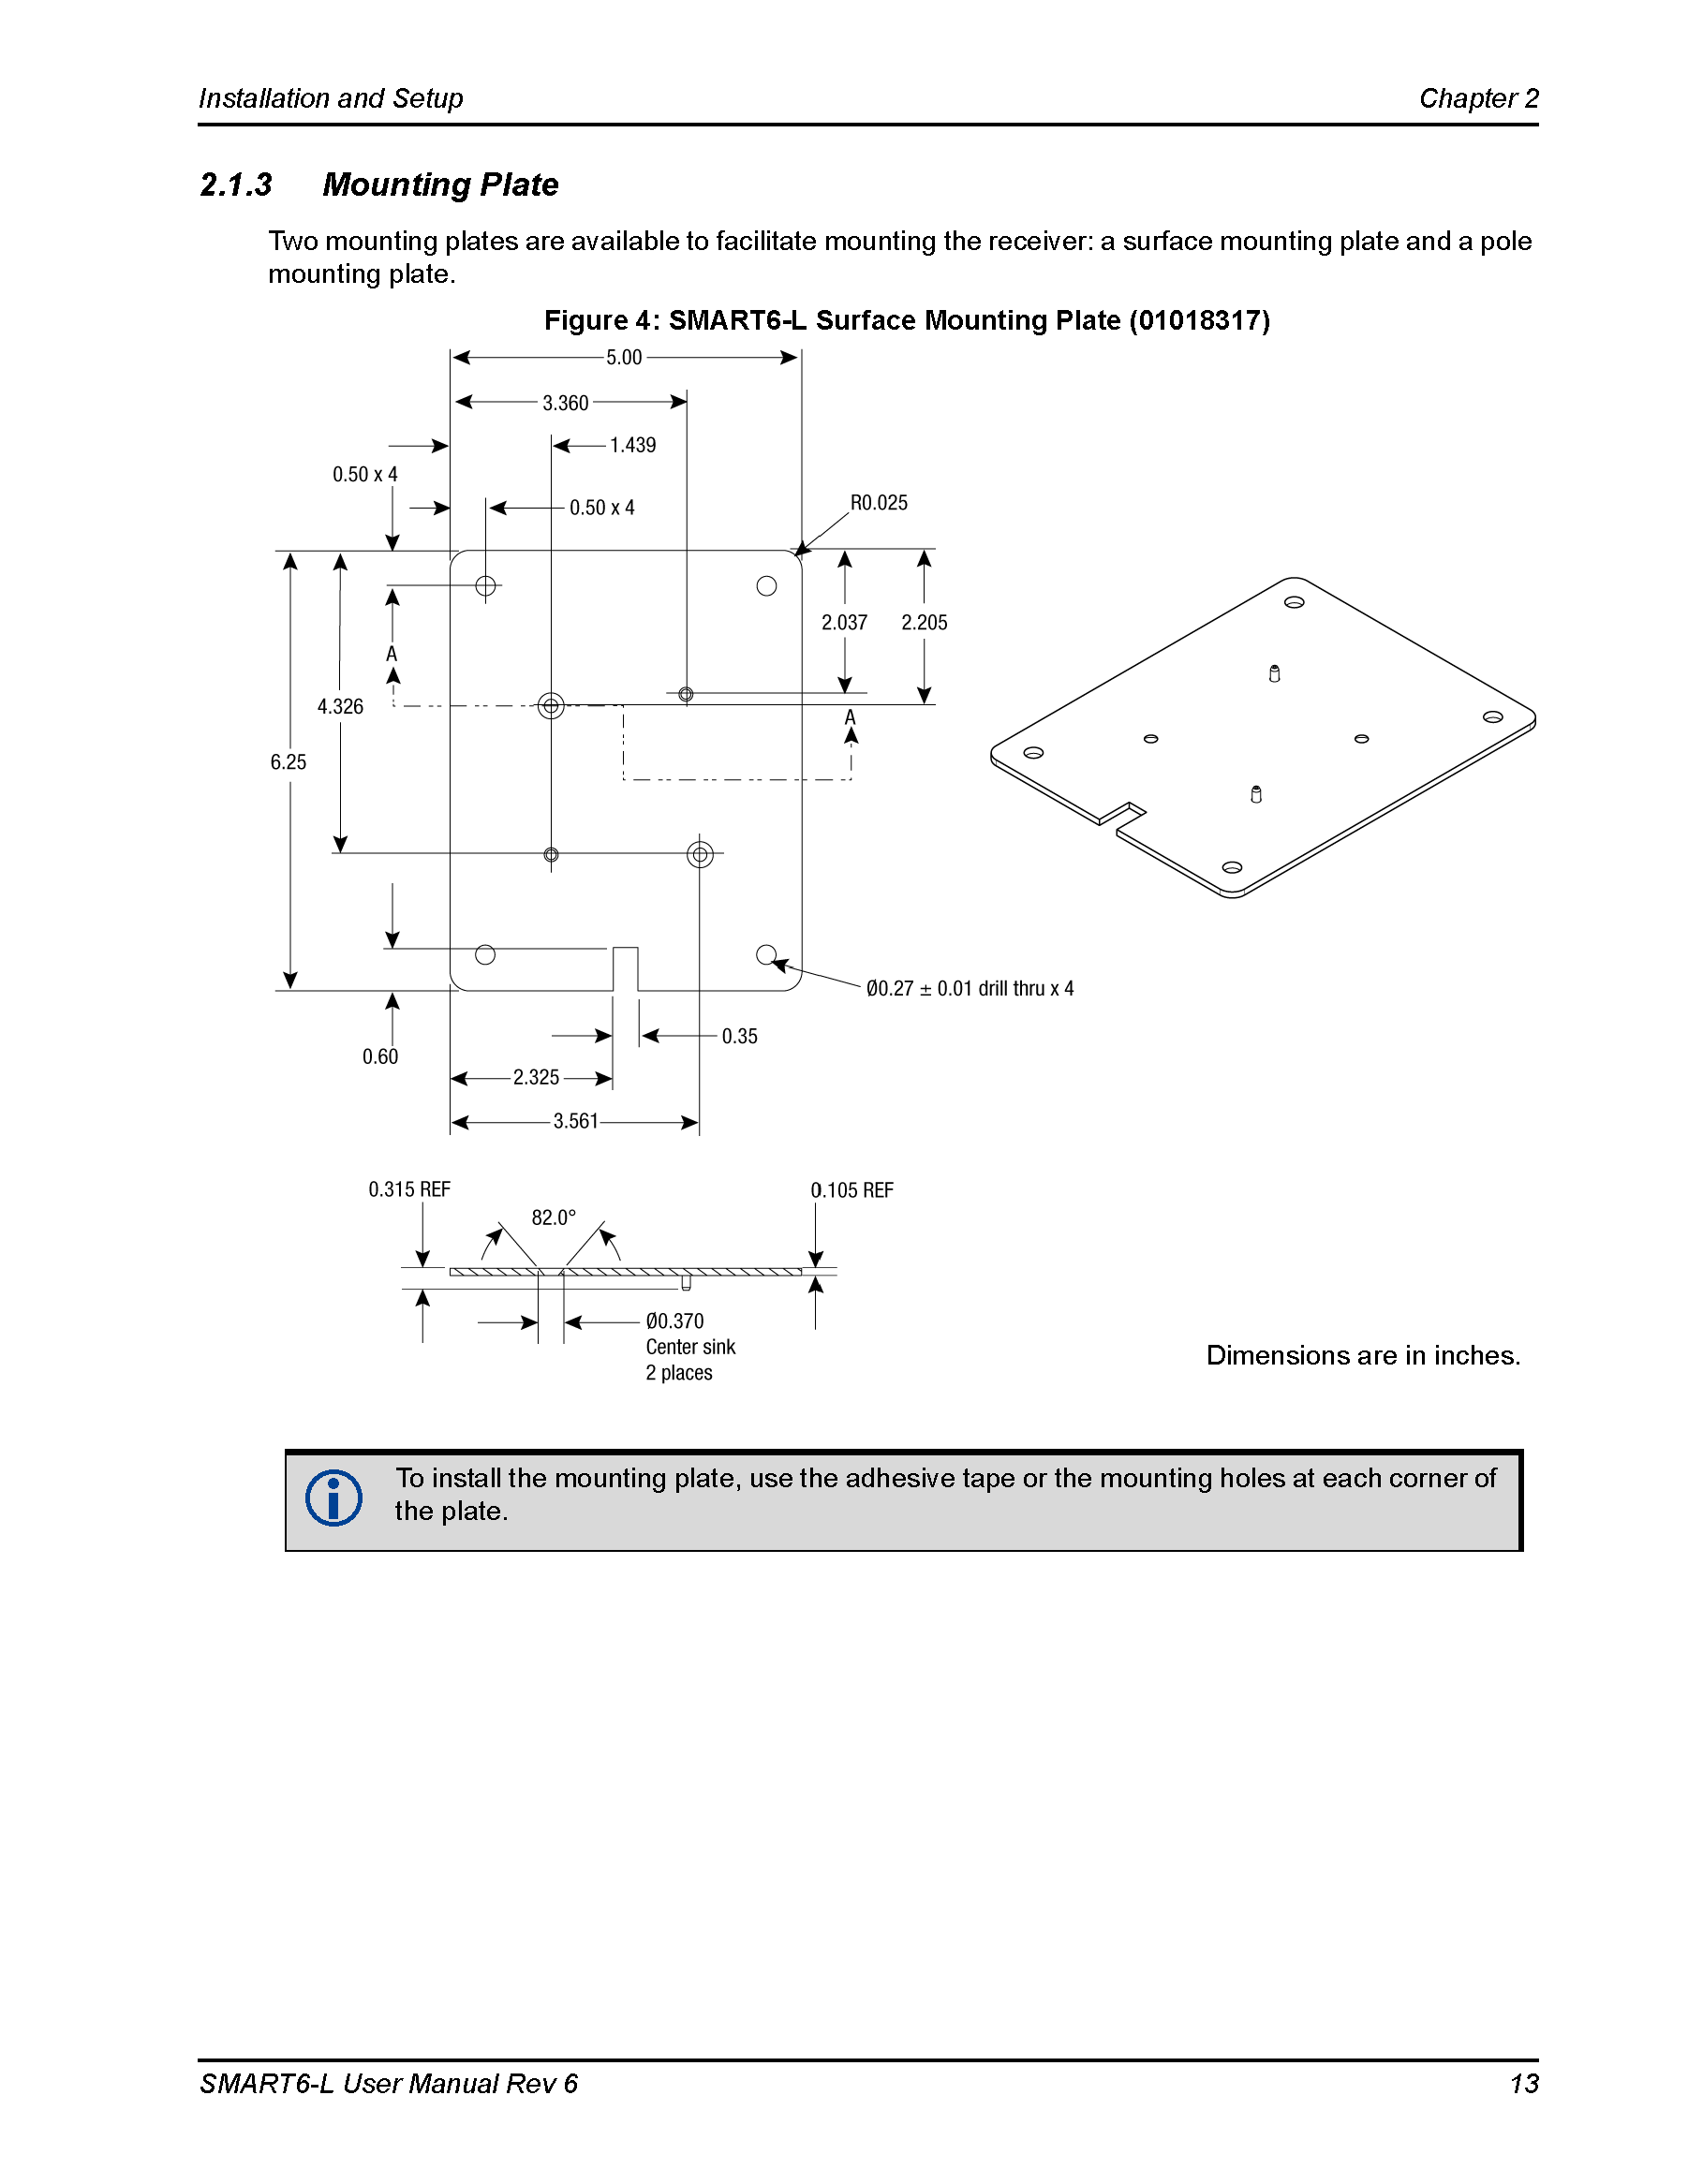 Installation and Setup
Chapter 2
2.1.3 Mounting Plate
Two mounting plates are available to facilitate mounting the receiver: a surface mounting plate and a pole
mounting plate.
Figure 4: SMART6-L Surface Mounting Plate (01018317)
5.00
3.360
1.439
0.50 x 4
0.50 x 4
R0.025
2.037
2.205
A
4.326
A
6.25
Ø0.27 ± 0.01 drill thru x 4
0.35
0.60
2.325
3.561
0.315 REF
0.105 REF
82.0°
Ø0.370
Center sink
2 places
Dimensions are in inches.
To install the mounting plate, use the adhesive tape or the mounting holes at each corner of
the plate.
SMART6-L User Manual Rev 6
13